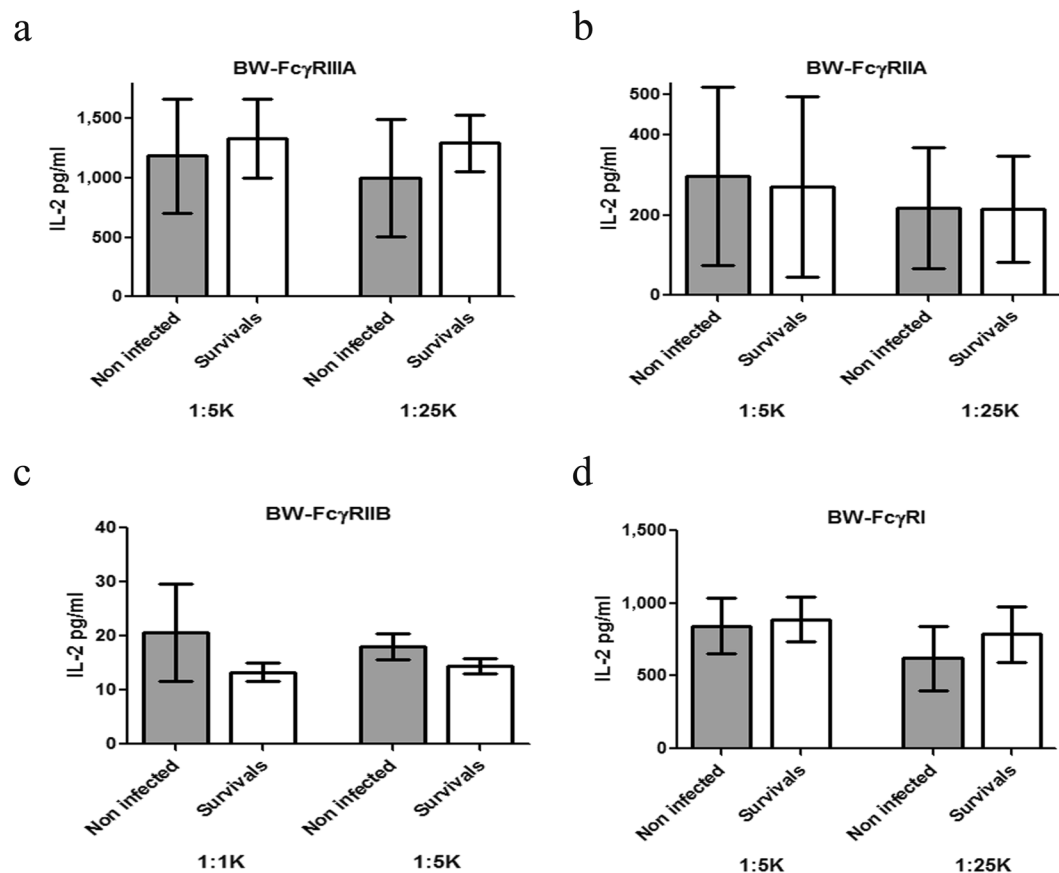 a
BW-FcγRIIIA
IL-2 pg/ml
1,500
1,000
500
0
Non infected
Survivals
Non infected
Survivals
1:5K
1:25K
b
BW-FcγRIIA
IL-2 pg/ml
500
400
200
0
Non infected
Survivals
Non infected
Survivals
1:5K
1:25K
c
BW-FcγRIIB
IL-2 pg/ml
40
30
20
10
0
Non infected
Survivals
Non infected
Survivals
1:1K
1:5K
d
BW-FcγRI
IL-2 pg/ml
1,500
1,000
500
0
Non infected
Survivals
Non infected
Survivals
1:5K
1:25K